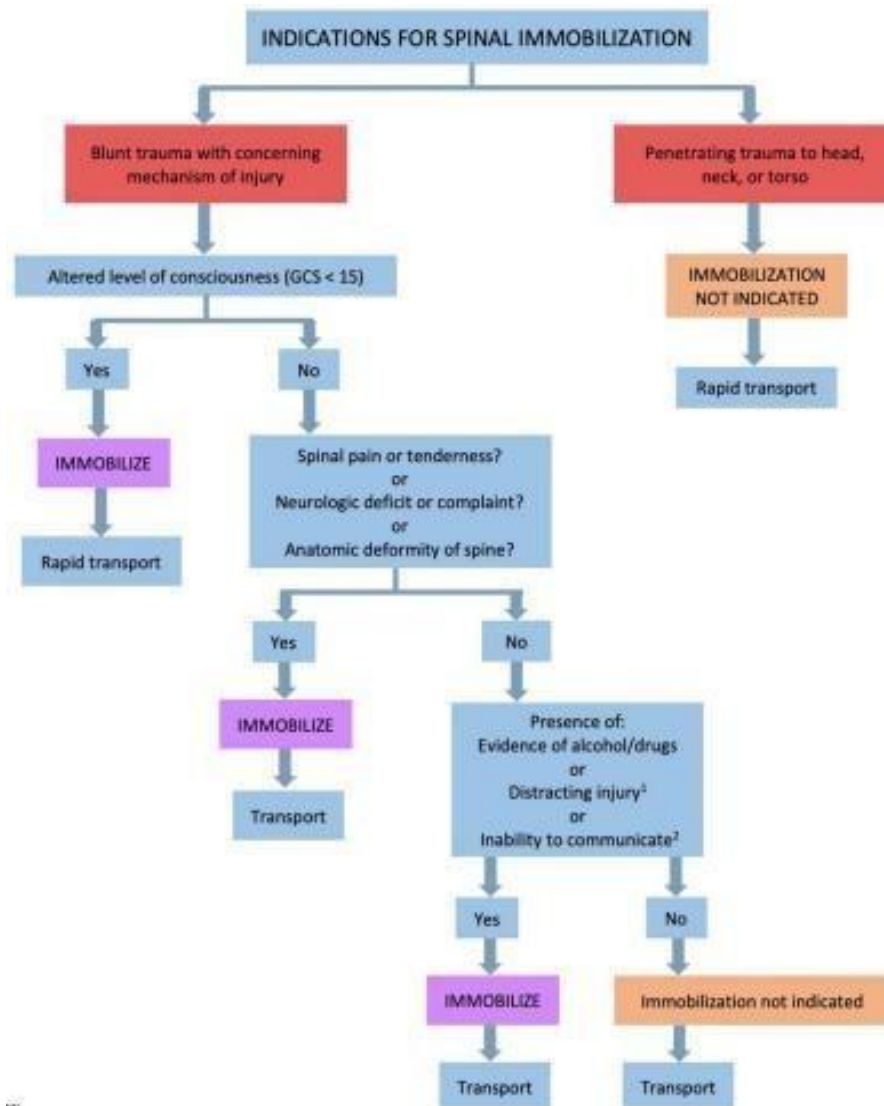 INDICATIONS FOR SPINAL IMMOBILIZATION
Blunt trauma with concerning
mechanism of injury
Penetrating trauma to head,
neck, or torso
Altered level of consciousness (GCS < 15)
IMMOBILIZATION
NOT INDICATED
Yes
No
Rapid transport
IMMOBILIZE
Spinal pain or tenderness?
or
Neurologic deficit or complaint?
or
Anatomic deformity of spine?
Rapid transport
Yes
No
IMMOBILIZE
Presence of:
Evidence of alcohol/drugs
or
Distracting injury¹
or
Inability to communicate²
Transport
Yes
No
IMMOBILIZE
Immobilization not indicated
Transport
Transport